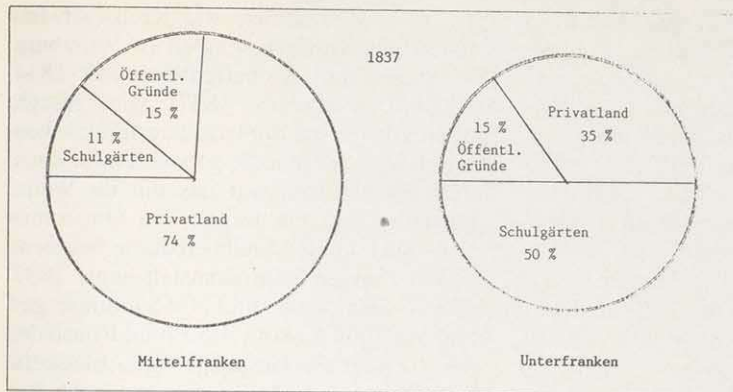 1837
Öffentl.
Gründe
15 %
11 %
Schulgärten
Privatland
74 %
Mittelfranken
Privatland
35 %
15 %
Öffentl.
Gründe
Schulgärten
50 %
Unterfranken